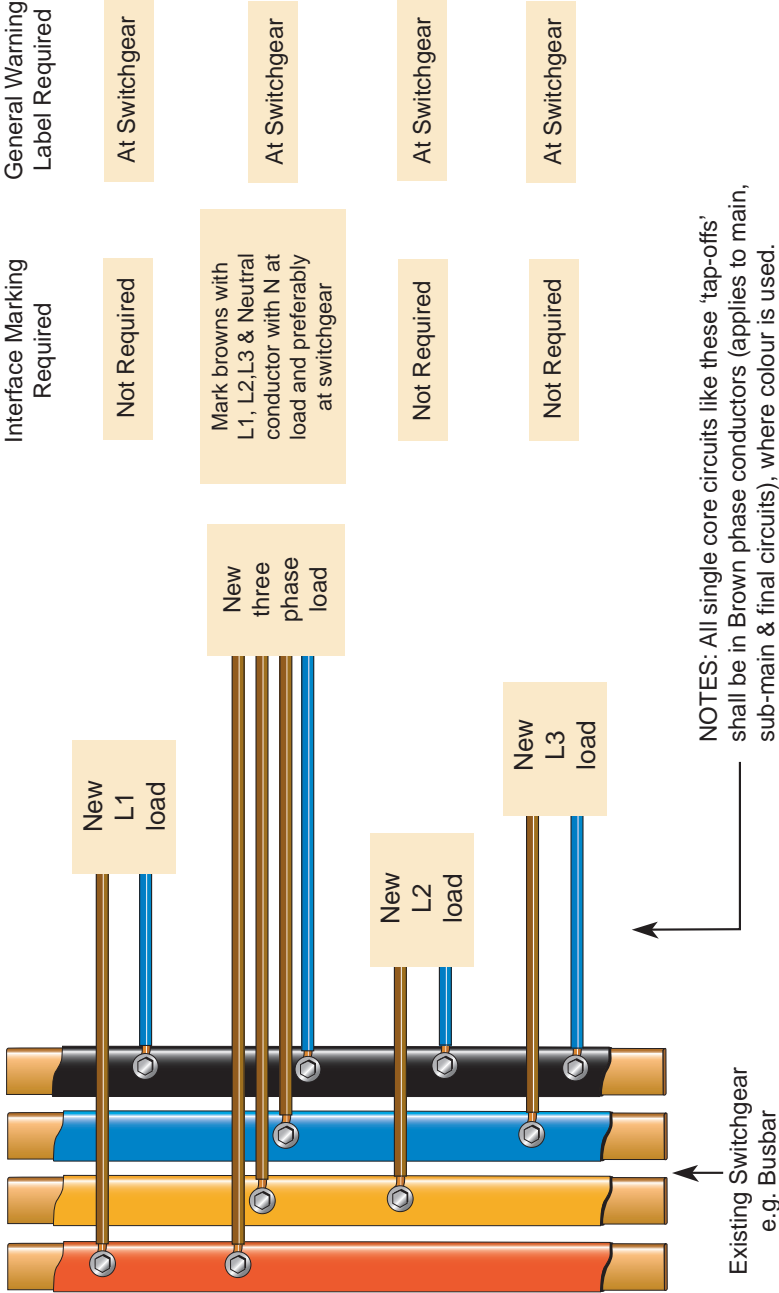 Interface Marking
Required
General Warning
Label Required
New
L1
load
Not Required
At Switchgear
New
three
phase
load
Mark browns with
L1, L2,L3 & Neutral
conductor with N at
load and preferably
at switchgear
At Switchgear
New
L2
load
Not Required
At Switchgear
New
L3
load
Not Required
At Switchgear
Existing Switchgear
e.g. Busbar
NOTES: All single core circuits like these ’tap-offs’
shall be in Brown phase conductors (applies to main,
sub-main & final circuits), where colour is used.